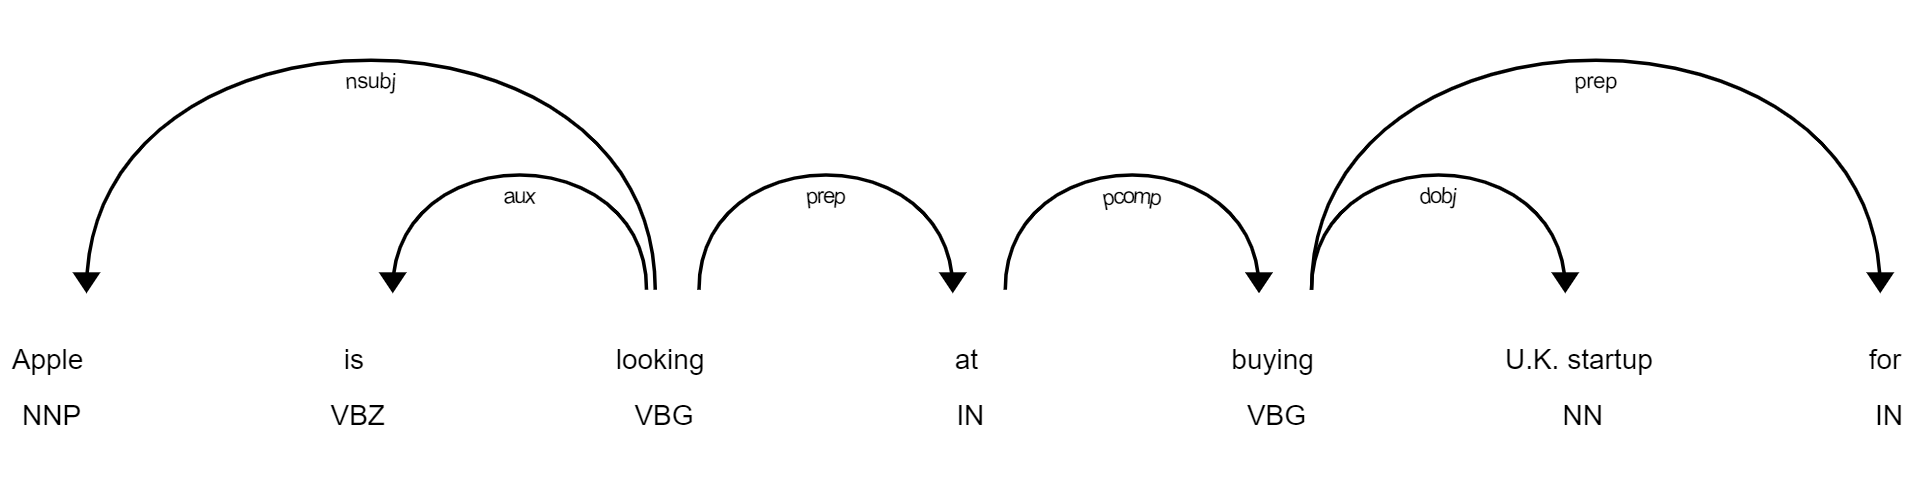 nsubj prep
aux prep pcomp dobj
Apple is looking at buying U.K. startup for
NNP VBZ VBG IN VBG NN IN